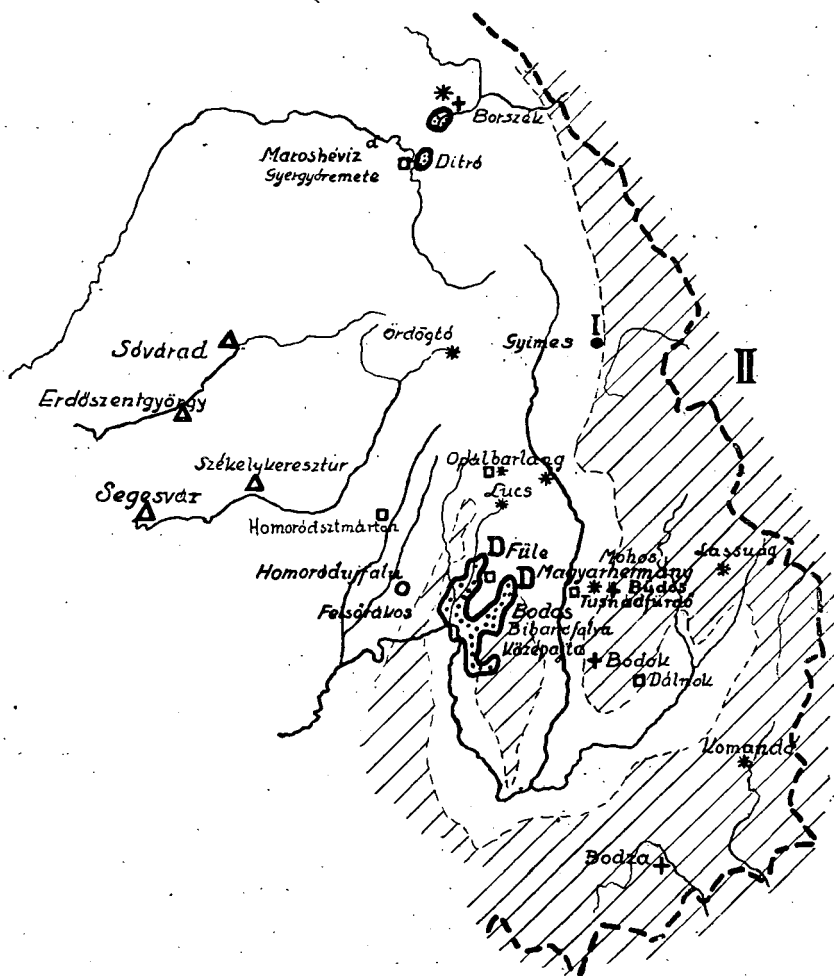 Borszék
Maroshévíz
d
Gyergyóremete
Ditró
Sóvárad
Ördögtó
Gyimes
I
II
Erdőszentgyörgy
Székelykeresztúr
Opálbarlang
Lucs
Segesvár
Homoródsztmárton
D Füle
Mohos
Lassuág
Homoródujfalu
D
Magyarhermány
Büdös
Tusnádfürdő
Felsőrákos
Bodos
Bibarcfalva
Középajta
Bodok
Dálnok
Komandó
Bodza